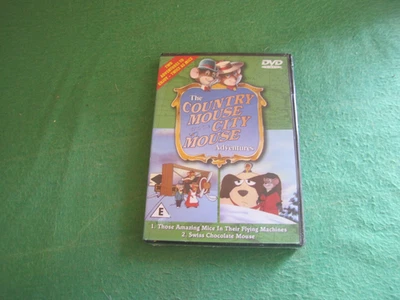 DVD
The
COUNTRY
MOUSE
CITY
MOUSE
Adventures
E
1. Those Amazing Mice In Their Flying Machines
2. Swiss Chocolate Mouse